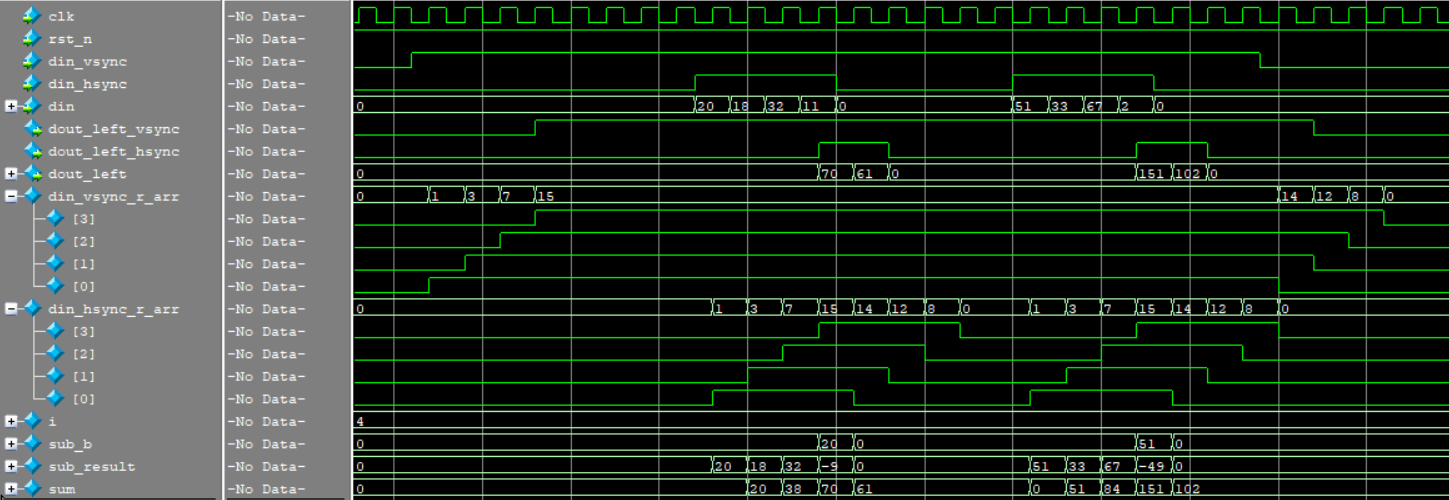 clk -No Data-
rst_n -No Data-
din_vsync -No Data-
din_hsync -No Data-
din -No Data- 0 20 18 32 11 0 51 33 67 2 0
dout_left_vsync -No Data-
dout_left_hsync -No Data-
dout_left -No Data- 0 70 61 0 151 102 0
din_vsync_r_arr -No Data- 0 1 3 7 15 14 12 8 0
[3] -No Data-
[2] -No Data-
[1] -No Data-
[0] -No Data-
din_hsync_r_arr -No Data- 0 1 3 7 15 14 12 8 0 1 3 7 15 14 12 8 0
[3] -No Data-
[2] -No Data-
[1] -No Data-
[0] -No Data-
i -No Data- 4
sub_b -No Data- 0 20 0 51 0
sub_result -No Data- 0 20 18 32 -9 0 51 33 67 -49 0
sum -No Data- 0 20 38 70 61 0 51 84 151 102